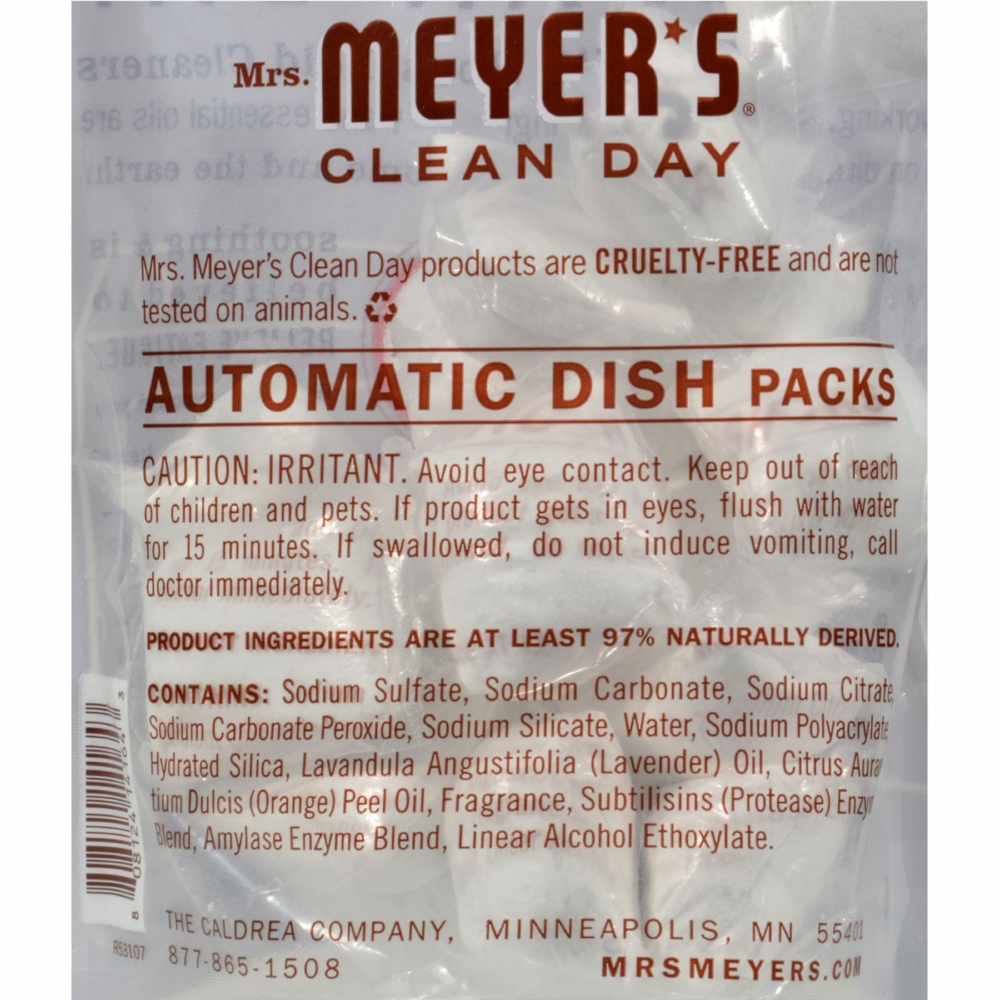 Mrs. MEYER'S®
CLEAN DAY
Mrs. Meyer's Clean Day products are CRUELTY-FREE and are not
tested on animals.
AUTOMATIC DISH PACKS
CAUTION: IRRITANT. Avoid eye contact. Keep out of reach
of children and pets. If product gets in eyes, flush with water
for 15 minutes. If swallowed, do not induce vomiting, call
doctor immediately.
PRODUCT INGREDIENTS ARE AT LEAST 97% NATURALLY DERIVED.
CONTAINS: Sodium Sulfate, Sodium Carbonate, Sodium Citrate
Sodium Carbonate Peroxide, Sodium Silicate, Water, Sodium Polyacrylate
Hydrated Silica, Lavandula Angustifolia (Lavender) Oil, Citrus Aura
tium Dulcis (Orange) Peel Oil, Fragrance, Subtilisins (Protease) Enzy
Blend, Amylase Enzyme Blend, Linear Alcohol Ethoxylate.
THE CALDREA COMPANY, MINNEAPOLIS, MN 55401
R53107 877-865-1508
MRSMEYERS.COM